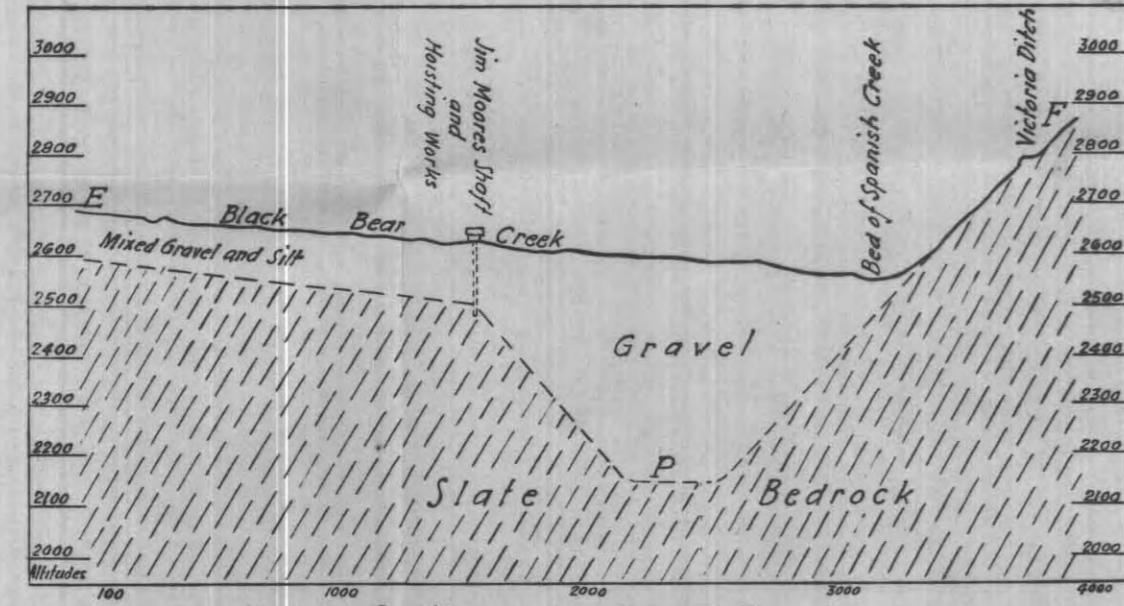 3000
2900
2800
2700
2600
2500
2400
2300
2200
2100
2000
Altitudes
E
Black Bear Creek
Mixed Gravel and Silt
Jim Moores Shaft
and
Hoisting Works
Bed of Spanish Creek
Victoria Ditch
F
Gravel
P
Slate Bedrock
3000
2900
2800
2700
2600
2500
2400
2300
2200
2100
2000
100 1000 2000 3000 4000